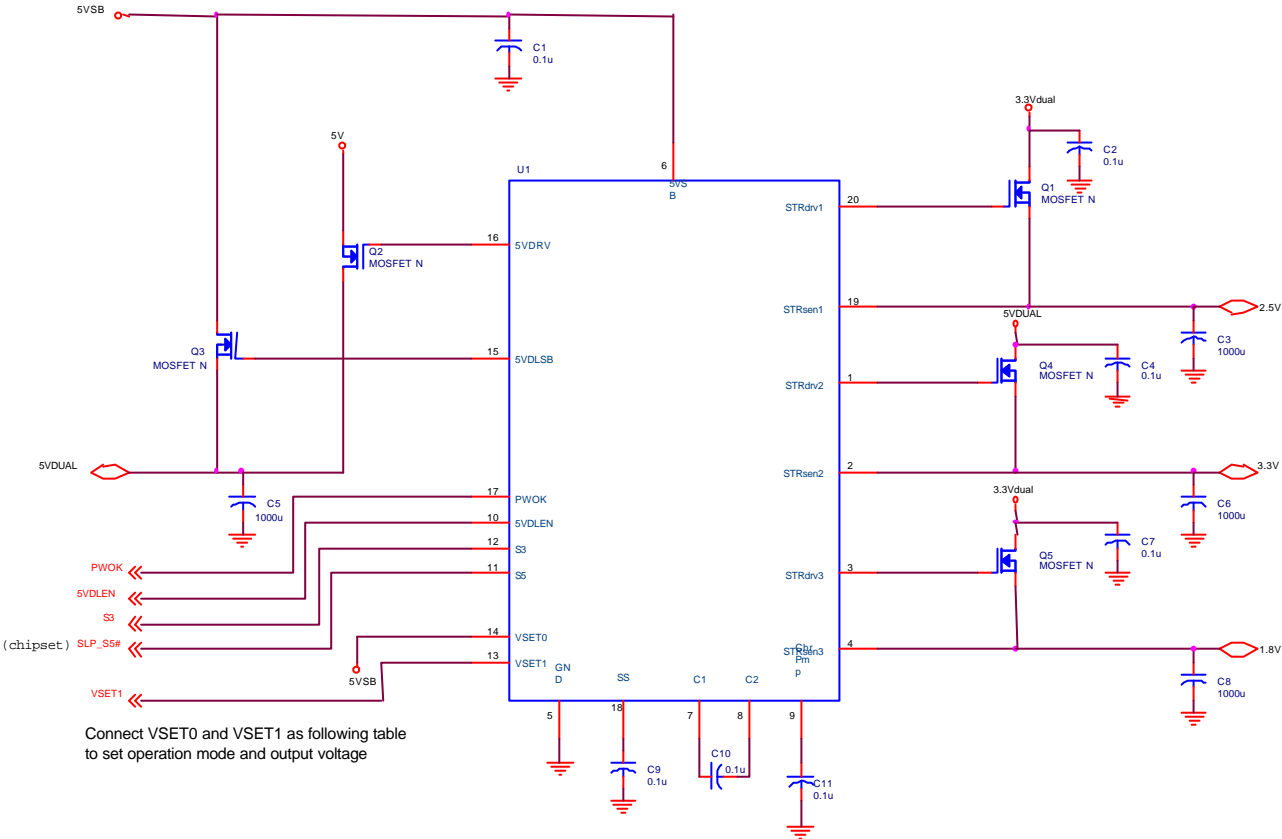 5VSB
C1
0.1u
3.3Vdual
C2
0.1u
5V
U1
6
5VS
B
Q1
MOSFET N
STRdrv1
20
16
5VDRV
Q2
MOSFET N
STRsen1
19
2.5V
5VDUAL
C3
1000u
Q3
MOSFET N
15
5VDLSB
Q4
MOSFET N
C4
0.1u
STRdrv2
1
5VDUAL
STRsen2
2
3.3V
3.3Vdual
C5
1000u
17
PWOK
C6
1000u
10
5VDLEN
12
S3
11
S5
C7
0.1u
Q5
MOSFET N
STRdrv3
3
PWOK
5VDLEN
S3
(chipset) SLP_S5#
14
VSET0
13
VSET1
STRsen3
4
1.8V
Chr
Pm
p
5VSB
VSET1
GN
D
SS
C1
C2
C8
1000u
5
18
7
8
9
Connect VSET0 and VSET1 as following table
to set operation mode and output voltage
C9
0.1u
C10
0.1u
C11
0.1u